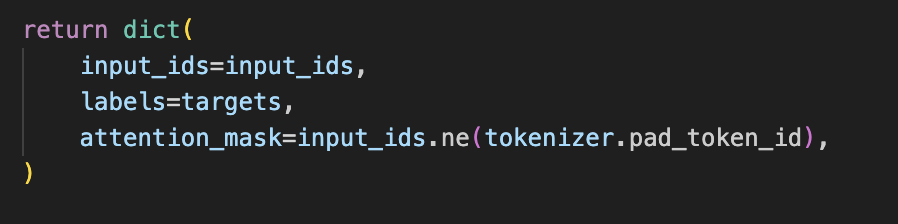 return dict(
    input_ids=input_ids,
    labels=targets,
    attention_mask=input_ids.ne(tokenizer.pad_token_id),
)